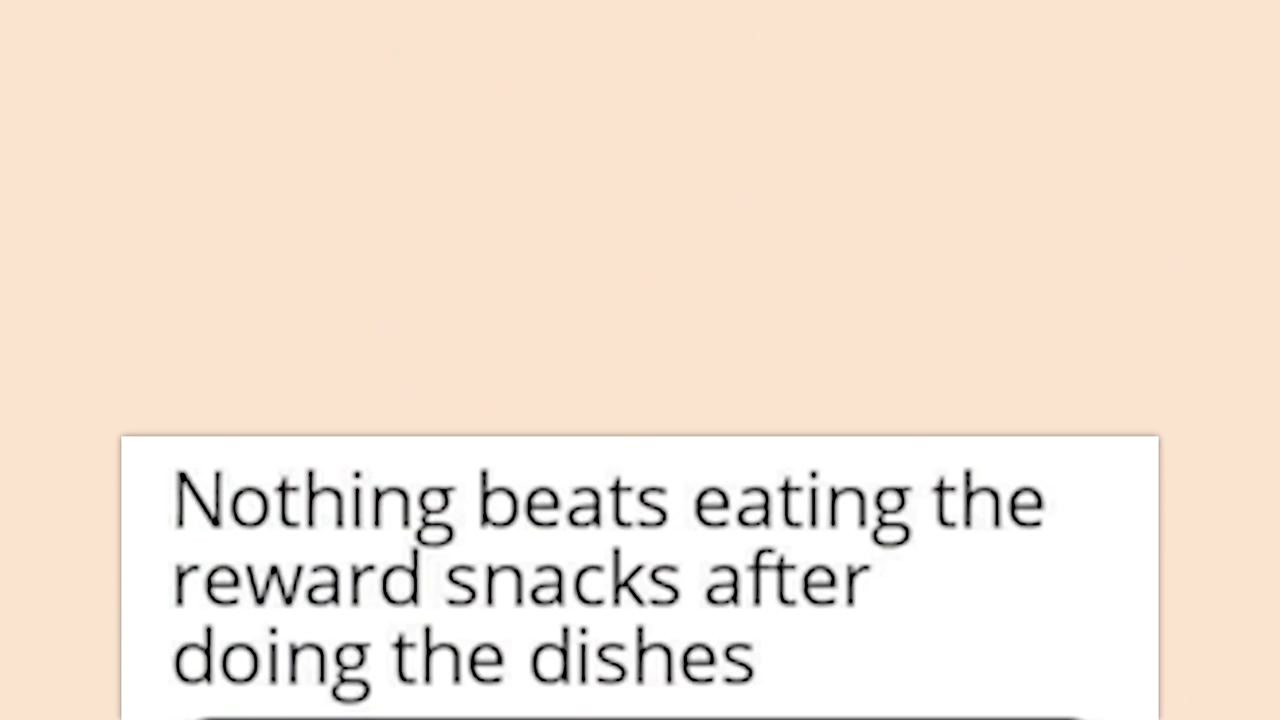 Nothing beats eating the
reward snacks after
doing the dishes